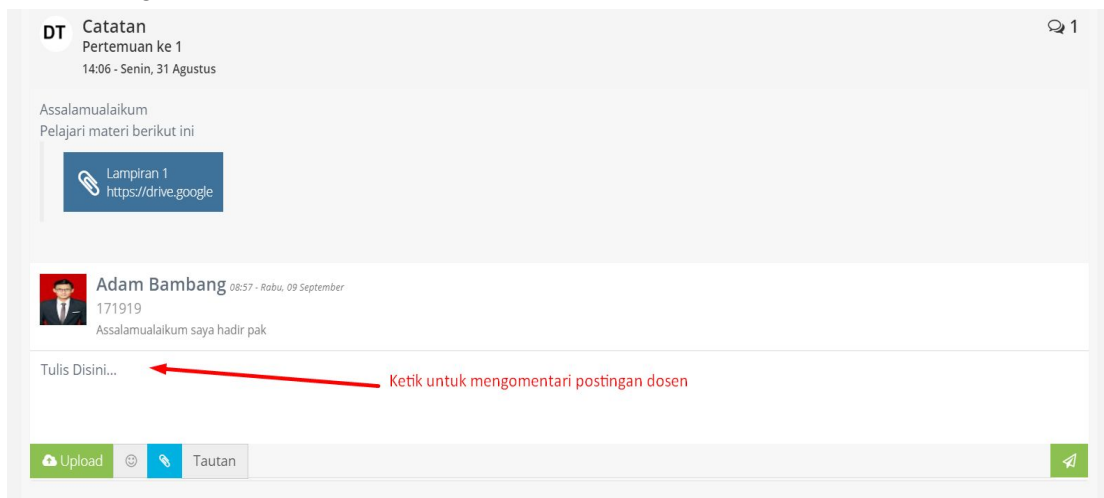 DT
Catatan
1
Pertemuan ke 1
14:06 - Senin, 31 Agustus
Assalamualaikum
Pelajari materi berikut ini
Lampiran 1
https://drive.google
Adam Bambang 08:57 - Rabu, 09 September
171919
Assalamualaikum saya hadir pak
Tulis Disini...
Ketik untuk mengomentari postingan dosen
Upload
Tautan